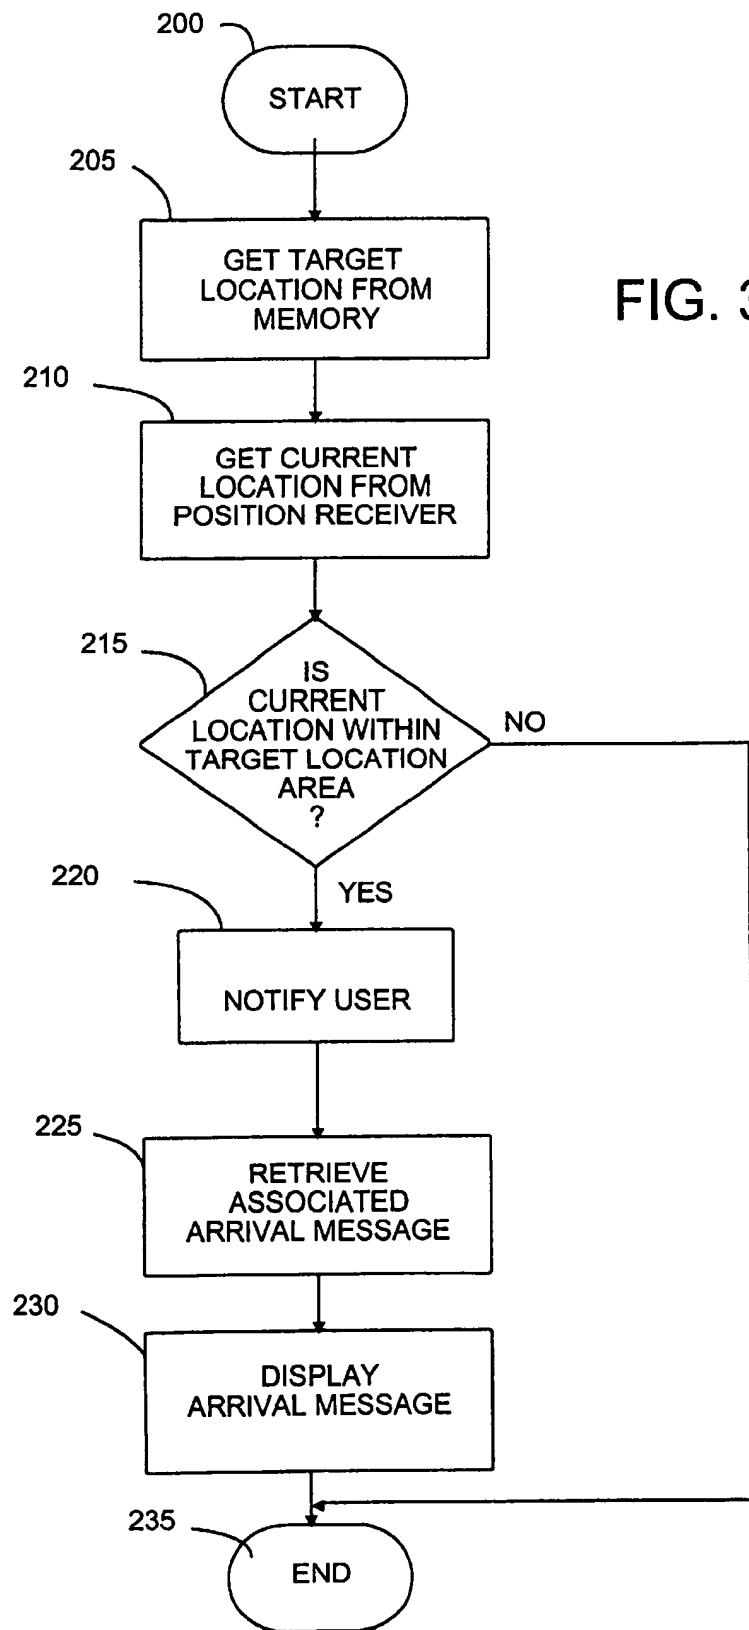 200
START
205
GET TARGET
LOCATION FROM
MEMORY
FIG. 3
210
GET CURRENT
LOCATION FROM
POSITION RECEIVER
215
IS
CURRENT
LOCATION WITHIN
TARGET LOCATION
AREA
?
NO
YES
220
NOTIFY USER
225
RETRIEVE
ASSOCIATED
ARRIVAL MESSAGE
230
DISPLAY
ARRIVAL MESSAGE
235
END